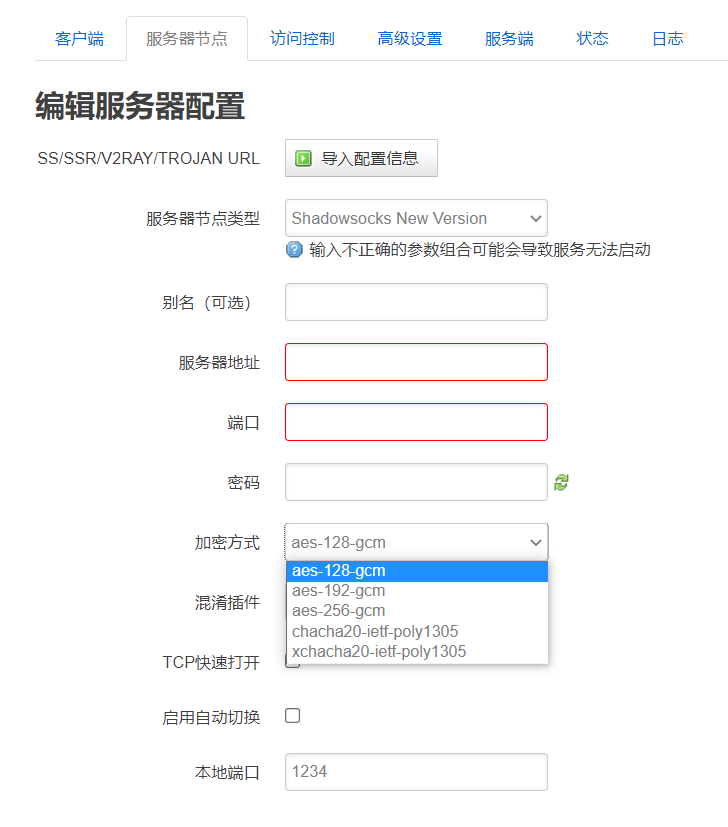 客户端 服务器节点 访问控制 高级设置 服务端 状态 日志
编辑服务器配置
SS/SSR/V2RAY/TROJAN URL 导入配置信息
服务器节点类型 Shadowsocks New Version
输入不正确的参数组合可能会导致服务无法启动
别名（可选）
服务器地址
端口
密码
加密方式 aes-128-gcm
aes-128-gcm
aes-192-gcm
混淆插件
aes-256-gcm
chacha20-ietf-poly1305
xchacha20-ietf-poly1305
TCP快速打开
启用自动切换
本地端口 1234